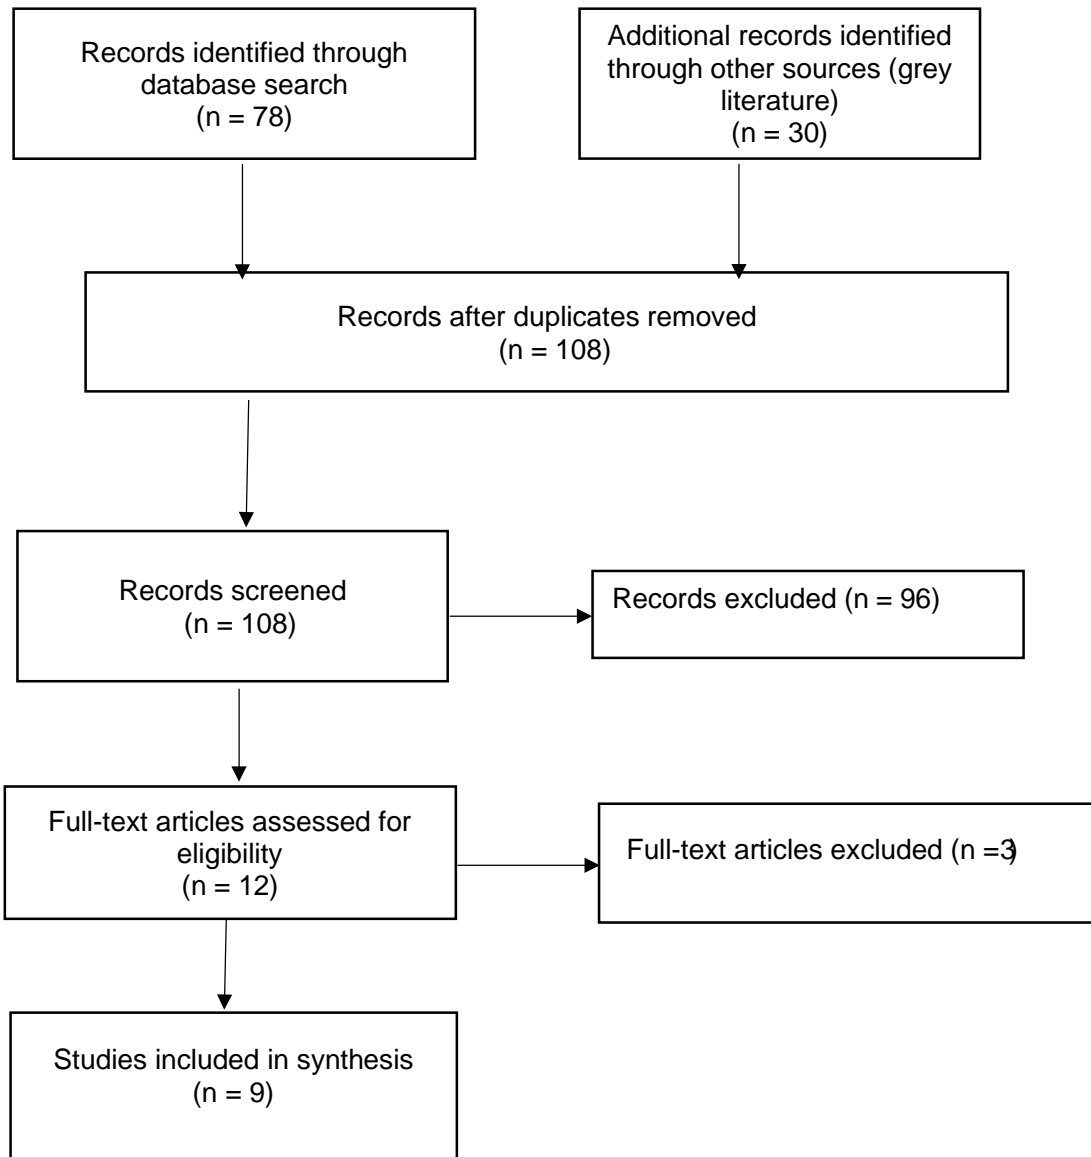 Records identified through
database search
(n = 78)
Additional records identified
through other sources (grey
literature)
(n = 30)
Records after duplicates removed
(n = 108)
Records screened
(n = 108)
Records excluded (n = 96)
Full-text articles assessed for
eligibility
(n = 12)
Full-text articles excluded (n =3)
Studies included in synthesis
(n = 9)